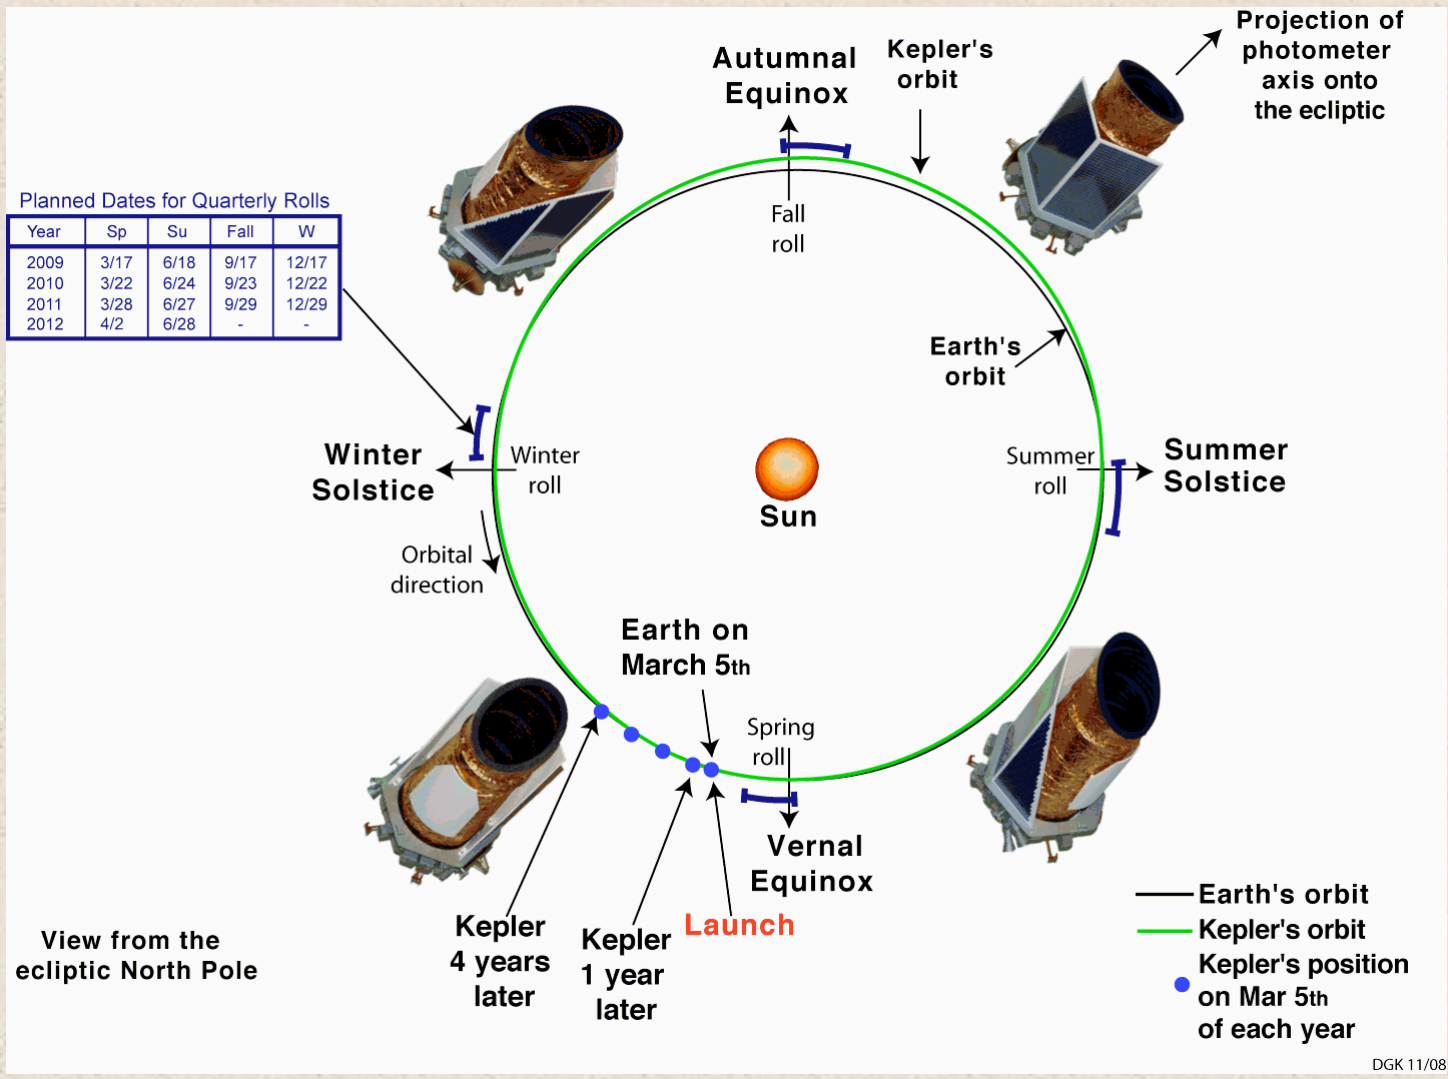 Projection of
photometer
axis onto
the ecliptic
Autumnal
Equinox
Kepler's
orbit
Planned Dates for Quarterly Rolls
Year Sp Su Fall W
2009 3/17 6/18 9/17 12/17
2010 3/22 6/24 9/23 12/22
2011 3/28 6/27 9/29 12/29
2012 4/2 6/28 - -
Fall
roll
Earth's
orbit
Winter
Solstice
Winter
roll
Summer
roll
Summer
Solstice
Sun
Orbital
direction
Earth on
March 5th
Spring
roll
Vernal
Equinox
Launch
Kepler
4 years
later
Kepler
1 year
later
View from the
ecliptic North Pole
Earth's orbit
Kepler's orbit
Kepler's position
on Mar 5th
of each year
DGK 11/08